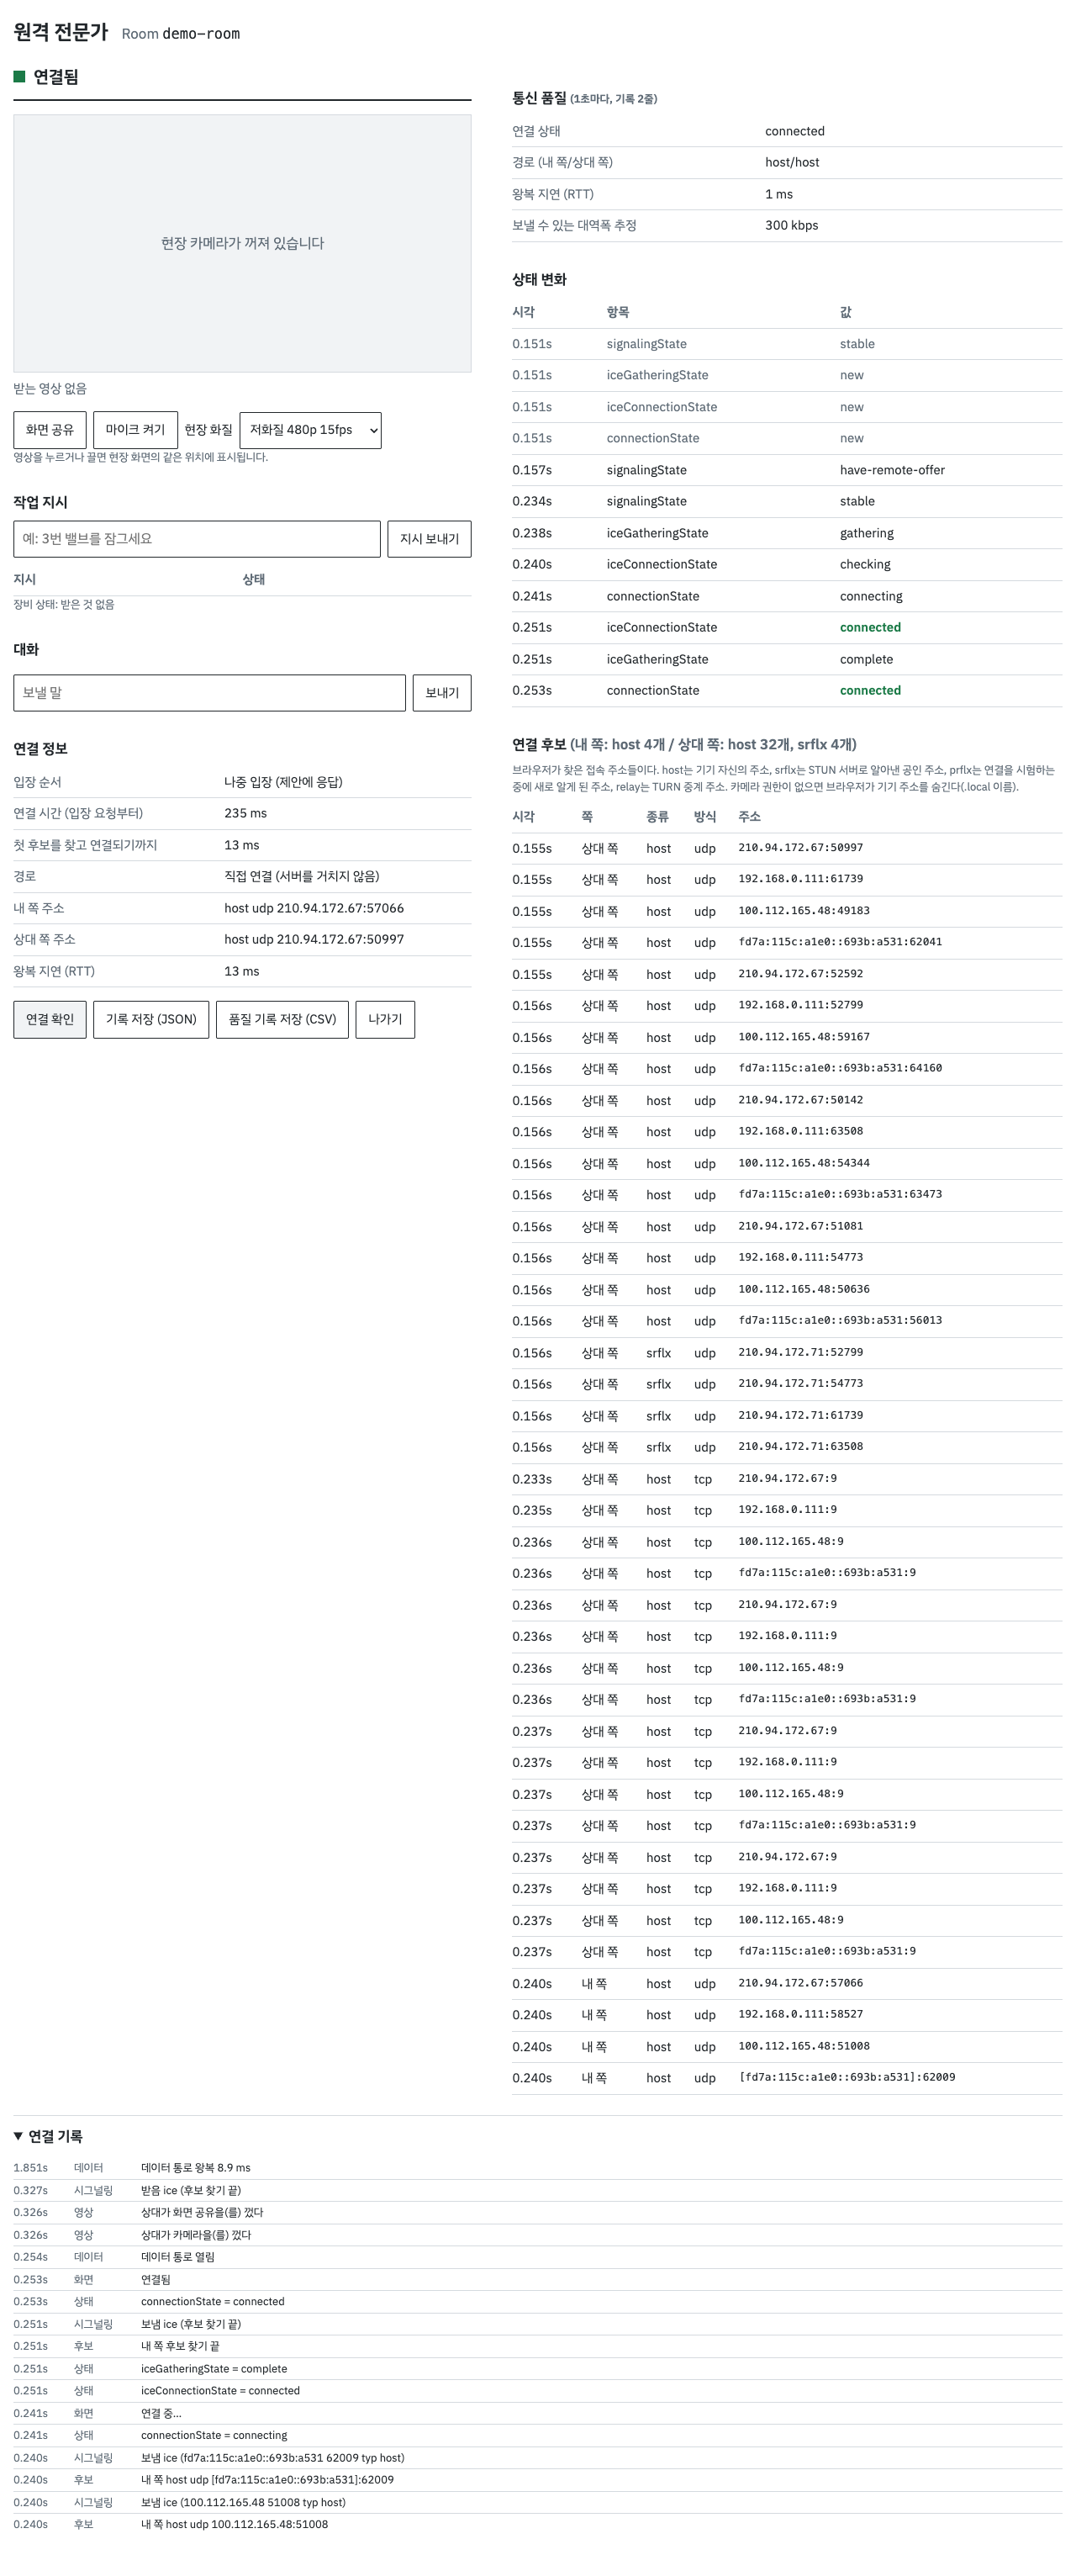 원격 전문가 Room demo-room
연결됨
현장 카메라가 꺼져 있습니다
받는 영상 없음
화면 공유 마이크 켜기 현장 화질 저화질 480p 15fps
영상을 누르거나 끌면 현장 화면의 같은 위치에 표시됩니다.
작업 지시
예: 3번 밸브를 잠그세요 지시 보내기
지시 상태
장비 상태: 받은 것 없음
대화
보낼 말 보내기
연결 정보
입장 순서 나중 입장 (제안에 응답)
연결 시간 (입장 요청부터) 235 ms
첫 후보를 찾고 연결되기까지 13 ms
경로 직접 연결 (서버를 거치지 않음)
내 쪽 주소 host udp 210.94.172.67:57066
상대 쪽 주소 host udp 210.94.172.67:50997
왕복 지연 (RTT) 13 ms
연결 확인 기록 저장 (JSON) 품질 기록 저장 (CSV) 나가기
통신 품질 (1초마다, 기록 2줄)
연결 상태 connected
경로 (내 쪽/상대 쪽) host/host
왕복 지연 (RTT) 1 ms
보낼 수 있는 대역폭 추정 300 kbps
상태 변화
시각 항목 값
0.151s signalingState stable
0.151s iceGatheringState new
0.151s iceConnectionState new
0.151s connectionState new
0.157s signalingState have-remote-offer
0.234s signalingState stable
0.238s iceGatheringState gathering
0.240s iceConnectionState checking
0.241s connectionState connecting
0.251s iceConnectionState connected
0.251s iceGatheringState complete
0.253s connectionState connected
연결 후보 (내 쪽: host 4개 / 상대 쪽: host 32개, srflx 4개)
브라우저가 찾은 접속 주소들이다. host는 기기 자신의 주소, srflx는 STUN 서버로 알아낸 공인 주소, prflx는 연결을 시험하는
중에 새로 알게 된 주소, relay는 TURN 중계 주소. 카메라 권한이 없으면 브라우저가 기기 주소를 숨긴다(.local 이름).
시각 쪽 종류 방식 주소
0.155s 상대 쪽 host udp 210.94.172.67:50997
0.155s 상대 쪽 host udp 192.168.0.111:61739
0.155s 상대 쪽 host udp 100.112.165.48:49183
0.155s 상대 쪽 host udp fd7a:115c:a1e0::693b:a531:62041
0.155s 상대 쪽 host udp 210.94.172.67:52592
0.156s 상대 쪽 host udp 192.168.0.111:52799
0.156s 상대 쪽 host udp 100.112.165.48:59167
0.156s 상대 쪽 host udp fd7a:115c:a1e0::693b:a531:64160
0.156s 상대 쪽 host udp 210.94.172.67:50142
0.156s 상대 쪽 host udp 192.168.0.111:63508
0.156s 상대 쪽 host udp 100.112.165.48:54344
0.156s 상대 쪽 host udp fd7a:115c:a1e0::693b:a531:63473
0.156s 상대 쪽 host udp 210.94.172.67:51081
0.156s 상대 쪽 host udp 192.168.0.111:54773
0.156s 상대 쪽 host udp 100.112.165.48:50636
0.156s 상대 쪽 host udp fd7a:115c:a1e0::693b:a531:56013
0.156s 상대 쪽 srflx udp 210.94.172.71:52799
0.156s 상대 쪽 srflx udp 210.94.172.71:54773
0.156s 상대 쪽 srflx udp 210.94.172.71:61739
0.156s 상대 쪽 srflx udp 210.94.172.71:63508
0.233s 상대 쪽 host tcp 210.94.172.67:9
0.235s 상대 쪽 host tcp 192.168.0.111:9
0.236s 상대 쪽 host tcp 100.112.165.48:9
0.236s 상대 쪽 host tcp fd7a:115c:a1e0::693b:a531:9
0.236s 상대 쪽 host tcp 210.94.172.67:9
0.236s 상대 쪽 host tcp 192.168.0.111:9
0.236s 상대 쪽 host tcp 100.112.165.48:9
0.236s 상대 쪽 host tcp fd7a:115c:a1e0::693b:a531:9
0.237s 상대 쪽 host tcp 210.94.172.67:9
0.237s 상대 쪽 host tcp 192.168.0.111:9
0.237s 상대 쪽 host tcp 100.112.165.48:9
0.237s 상대 쪽 host tcp fd7a:115c:a1e0::693b:a531:9
0.237s 상대 쪽 host tcp 210.94.172.67:9
0.237s 상대 쪽 host tcp 192.168.0.111:9
0.237s 상대 쪽 host tcp 100.112.165.48:9
0.237s 상대 쪽 host tcp fd7a:115c:a1e0::693b:a531:9
0.240s 내 쪽 host udp 210.94.172.67:57066
0.240s 내 쪽 host udp 192.168.0.111:58527
0.240s 내 쪽 host udp 100.112.165.48:51008
0.240s 내 쪽 host udp [fd7a:115c:a1e0::693b:a531]:62009
▼ 연결 기록
1.851s 데이터 데이터 통로 왕복 8.9 ms
0.327s 시그널링 받음 ice (후보 찾기 끝)
0.326s 영상 상대가 화면 공유을(를) 껐다
0.326s 영상 상대가 카메라을(를) 껐다
0.254s 데이터 데이터 통로 열림
0.253s 화면 연결됨
0.253s 상태 connectionState = connected
0.251s 시그널링 보냄 ice (후보 찾기 끝)
0.251s 후보 내 쪽 후보 찾기 끝
0.251s 상태 iceGatheringState = complete
0.251s 상태 iceConnectionState = connected
0.241s 화면 연결 중…
0.241s 상태 connectionState = connecting
0.240s 시그널링 보냄 ice (fd7a:115c:a1e0::693b:a531 62009 typ host)
0.240s 후보 내 쪽 host udp [fd7a:115c:a1e0::693b:a531]:62009
0.240s 시그널링 보냄 ice (100.112.165.48 51008 typ host)
0.240s 후보 내 쪽 host udp 100.112.165.48:51008